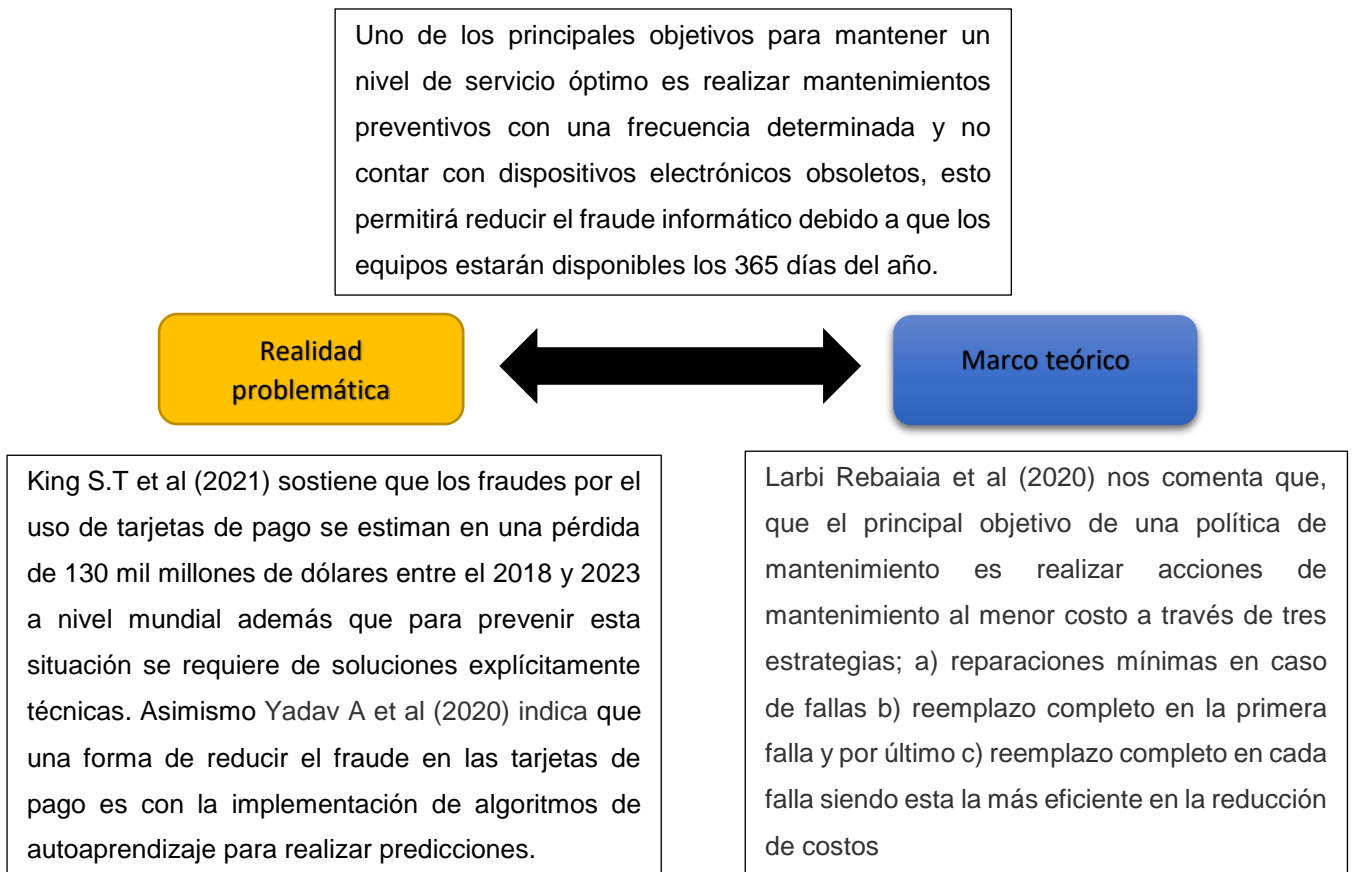 Uno de los principales objetivos para mantener un
nivel de servicio óptimo es realizar mantenimientos
preventivos con una frecuencia determinada y no
contar con dispositivos electrónicos obsoletos, esto
permitirá reducir el fraude informático debido a que los
equipos estarán disponibles los 365 días del año.
Realidad
problemática
Marco teórico
King S.T et al (2021) sostiene que los fraudes por el
uso de tarjetas de pago se estiman en una pérdida
de 130 mil millones de dólares entre el 2018 y 2023
a nivel mundial además que para prevenir esta
situación se requiere de soluciones explícitamente
técnicas. Asimismo Yadav A et al (2020) indica que
una forma de reducir el fraude en las tarjetas de
pago es con la implementación de algoritmos de
autoaprendizaje para realizar predicciones.
Larbi Rebaiaia et al (2020) nos comenta que,
que el principal objetivo de una política de
mantenimiento es realizar acciones de
mantenimiento al menor costo a través de tres
estrategias; a) reparaciones mínimas en caso
de fallas b) reemplazo completo en la primera
falla y por último c) reemplazo completo en cada
falla siendo esta la más eficiente en la reducción
de costos